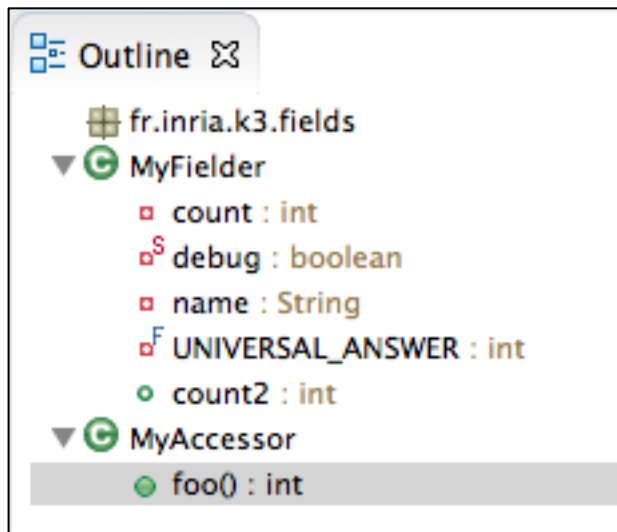 Outline
fr.inria.k3.fields
C MyFielder
count : int
S debug : boolean
name : String
F UNIVERSAL_ANSWER : int
count2 : int
C MyAccessor
foo() : int